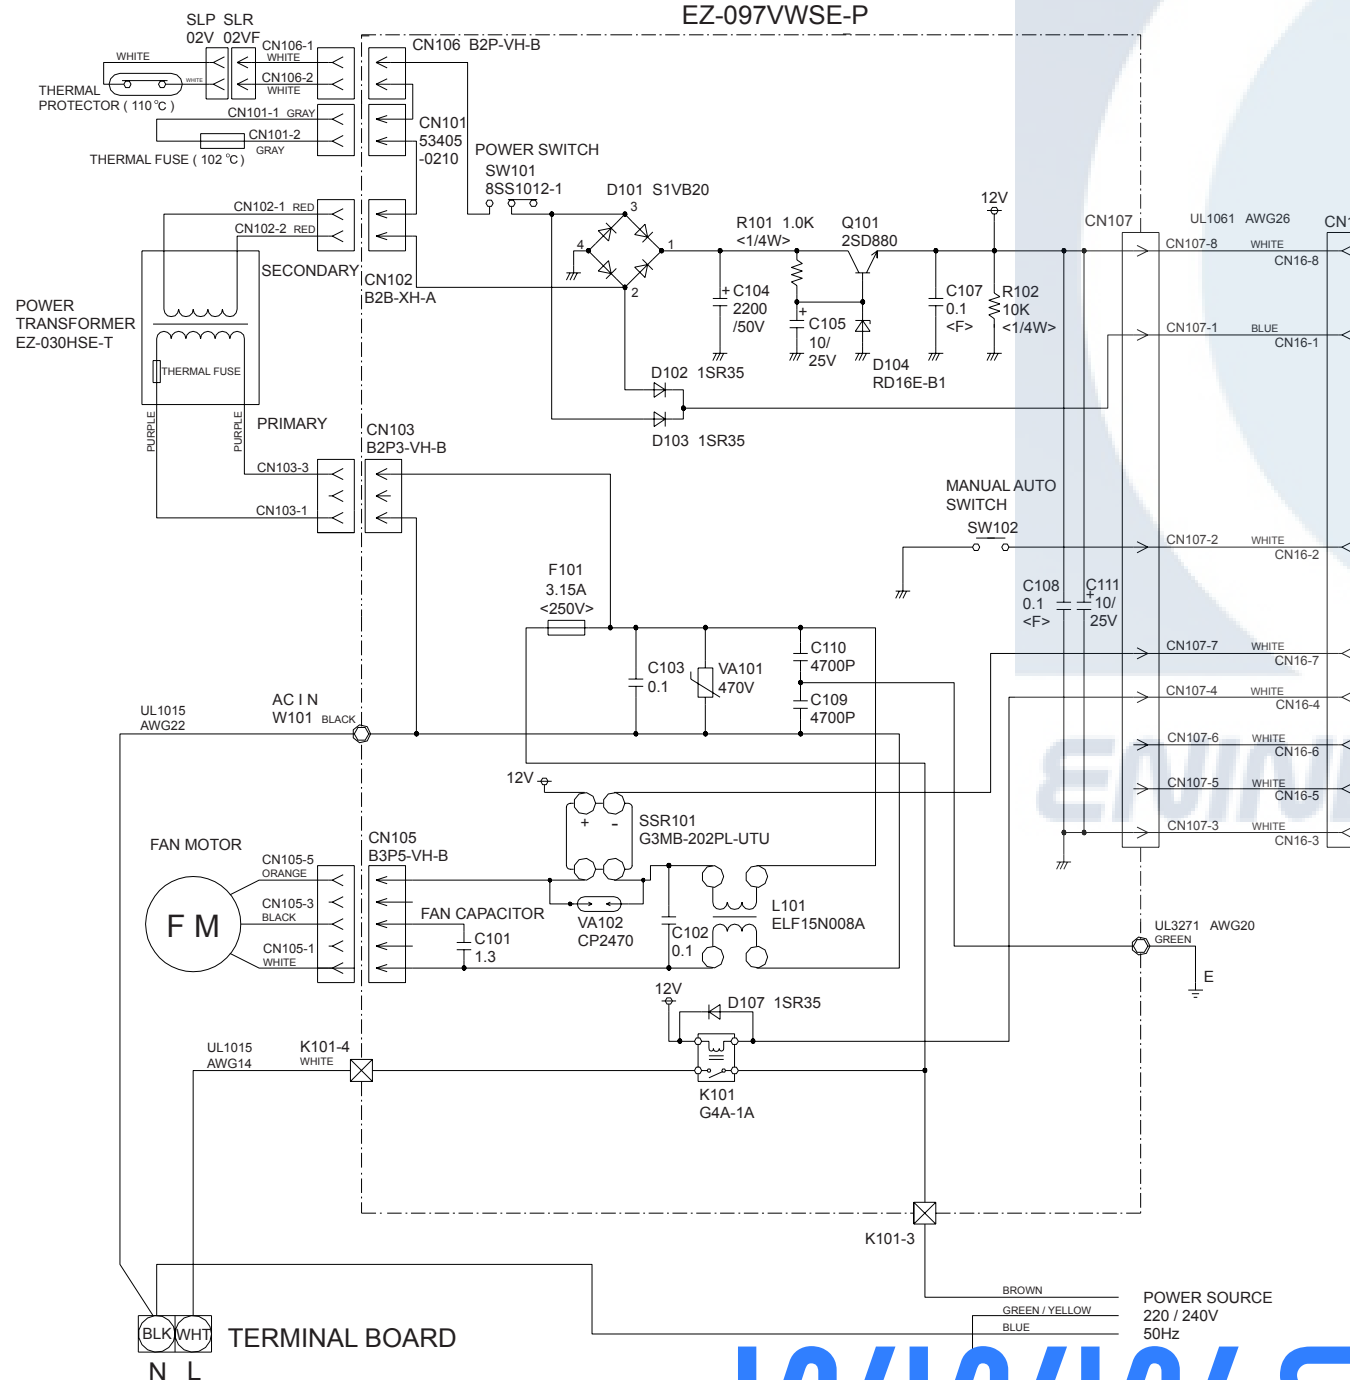 EZ-097VWSE-P
SLP SLR
02V 02VF
CN106-1
WHITE
CN106-2
WHITE
WHITE
WHITE
THERMAL
PROTECTOR ( 110 °C )
CN101-1 GRAY
CN101-2
GRAY
THERMAL FUSE ( 102 °C )
CN106 B2P-VH-B
CN101
53405
-0210
POWER SWITCH
SW101
8SS1012-1
D101 S1VB20
3
4
1
2
R101 1.0K
<1/4W>
Q101
2SD880
12V
CN107
UL1061 AWG26
CN107-8 WHITE
CN16-8
CN102-1 RED
CN102-2 RED
SECONDARY
CN102
B2B-XH-A
POWER
TRANSFORMER
EZ-030HSE-T
THERMAL FUSE
PURPLE
PURPLE
PRIMARY
+ C104
2200
/50V
+
C105
10/
25V
D104
RD16E-B1
C107
0.1
<F>
R102
10K
<1/4W>
CN107-1 BLUE
CN16-1
D102 1SR35
D103 1SR35
CN103
B2P3-VH-B
CN103-3
CN103-1
MANUAL AUTO
SWITCH
SW102
CN107-2 WHITE
CN16-2
F101
3.15A
<250V>
C108
0.1
<F>
C111
+
10/
25V
C103
0.1
VA101
470V
C110
4700P
C109
4700P
CN107-7 WHITE
CN16-7
CN107-4 WHITE
CN16-4
CN107-6 WHITE
CN16-6
CN107-5 WHITE
CN16-5
CN107-3 WHITE
CN16-3
UL1015
AWG22
AC I N
W101 BLACK
12V
+ -
SSR101
G3MB-202PL-UTU
FAN MOTOR
F M
CN105-5
ORANGE
CN105-3
BLACK
CN105-1
WHITE
CN105
B3P5-VH-B
FAN CAPACITOR
C101
1.3
VA102
CP2470
C102
0.1
L101
ELF15N008A
UL3271 AWG20
GREEN
E
12V
D107 1SR35
UL1015
AWG14
K101-4
WHITE
K101
G4A-1A
K101-3
BROWN
GREEN / YELLOW
BLUE
POWER SOURCE
220 / 240V
50Hz
BLK WHT
N L
TERMINAL BOARD